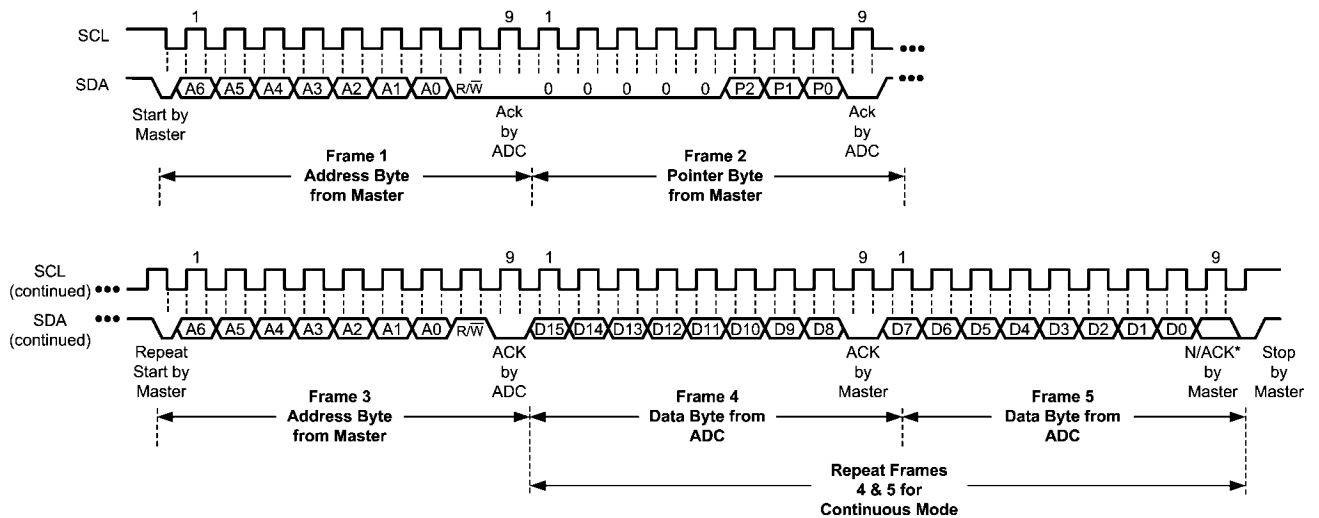 1 9 1 9
SCL
SDA A6 A5 A4 A3 A2 A1 A0 R/W̅ 0 0 0 0 0 P2 P1 P0
Start by
Master
Ack
by
ADC
Ack
by
ADC
Frame 1
Address Byte
from Master
Frame 2
Pointer Byte
from Master
1 9 1 9 1 9
SCL
(continued)
SDA
(continued)
A6 A5 A4 A3 A2 A1 A0 R/W̅ D15 D14 D13 D12 D11 D10 D9 D8 D7 D6 D5 D4 D3 D2 D1 D0
Repeat
Start by
Master
ACK
by
ADC
ACK
by
Master
N/ACK*
by
Master
Stop
by
Master
Frame 3
Address Byte
from Master
Frame 4
Data Byte from
ADC
Frame 5
Data Byte from
ADC
Repeat Frames
4 & 5 for
Continuous Mode